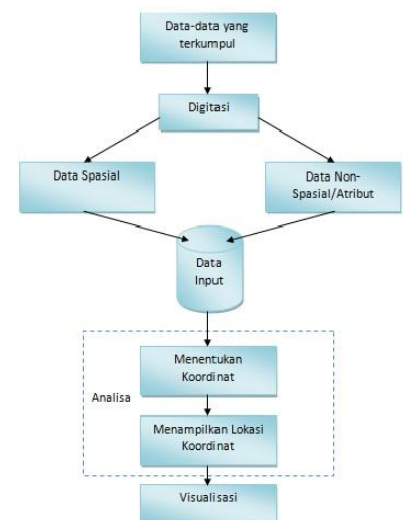 Data-data yang
terkumpul
Digitasi
Data Spasial
Data Non-
Spasial/Atribut
Data
Input
Menentukan
Koordinat
Analisa
Menampilkan Lokasi
Koordinat
Visualisasi